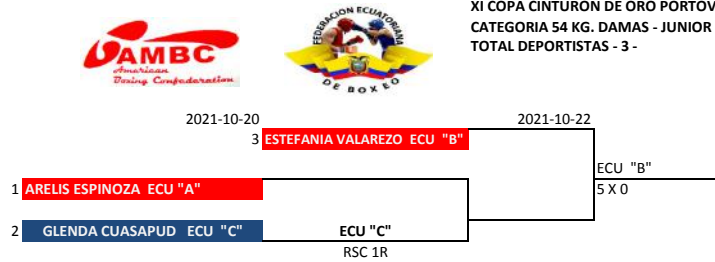 XI COPA CINTURON DE ORO PORTOV
CATEGORIA 54 KG. DAMAS - JUNIOR
TOTAL DEPORTISTAS - 3 -
AMBC
American
Boxing Confederation
FEDERACION ECUATORIANA
DE BOXEO
2021-10-20 2021-10-22
3 ESTEFANIA VALAREZO ECU "B"
ECU "B"
1 ARELIS ESPINOZA ECU "A" 5 X 0
2 GLENDA CUASAPUD ECU "C" ECU "C"
RSC 1R